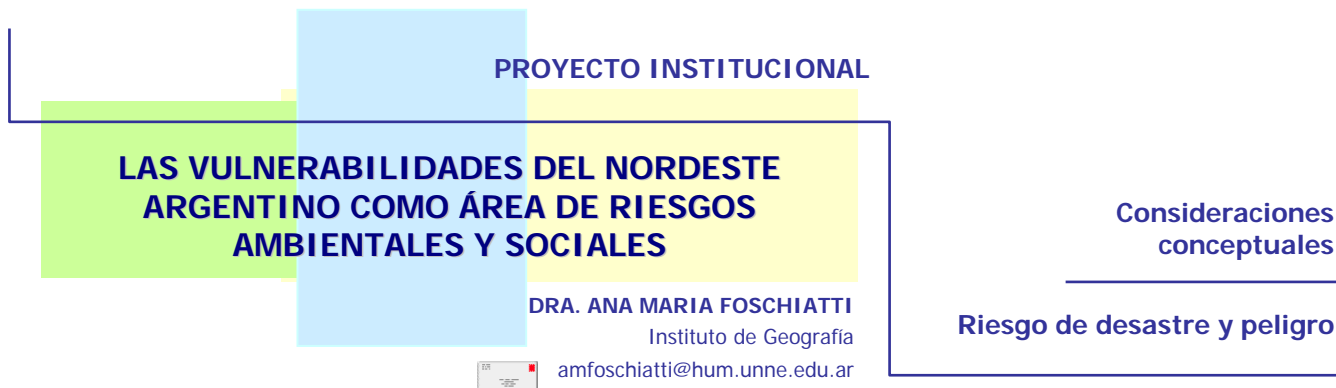 PROYECTO INSTITUCIONAL
LAS VULNERABILIDADES DEL NORDESTE
ARGENTINO COMO ÁREA DE RIESGOS
AMBIENTALES Y SOCIALES
DRA. ANA MARIA FOSCHIATTI
Instituto de Geografía
amfoschiatti@hum.unne.edu.ar
Consideraciones
conceptuales
Riesgo de desastre y peligro